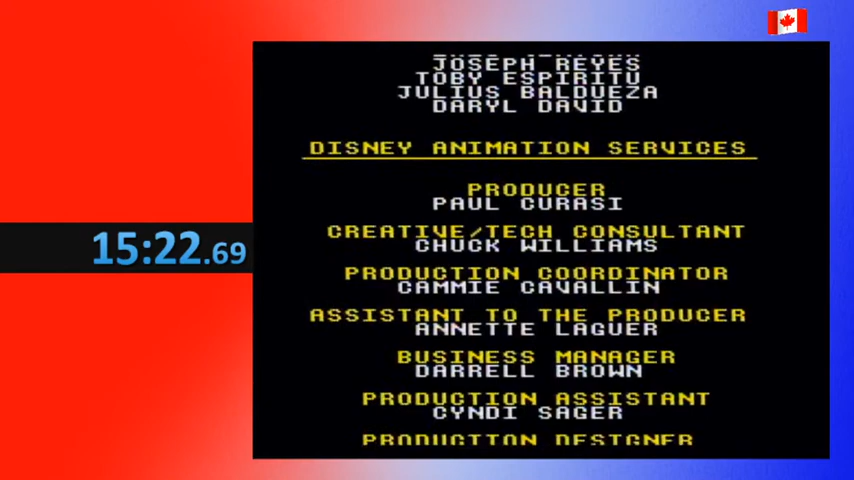 JOSEPH REYES
TOBY ESPIRITU
JULIUS BALDUEZA
DARYL DAVID
DISNEY ANIMATION SERVICES
PRODUCER
PAUL CURASI
CREATIVE/TECH CONSULTANT
CHUCK WILLIAMS
PRODUCTION COORDINATOR
CAMMIE CAVALLIN
15:22.69
ASSISTANT TO THE PRODUCER
ANNETTE LAGUER
BUSINESS MANAGER
DARRELL BROWN
PRODUCTION ASSISTANT
CYNDI SAGER
PRODUCTION DESIGNER